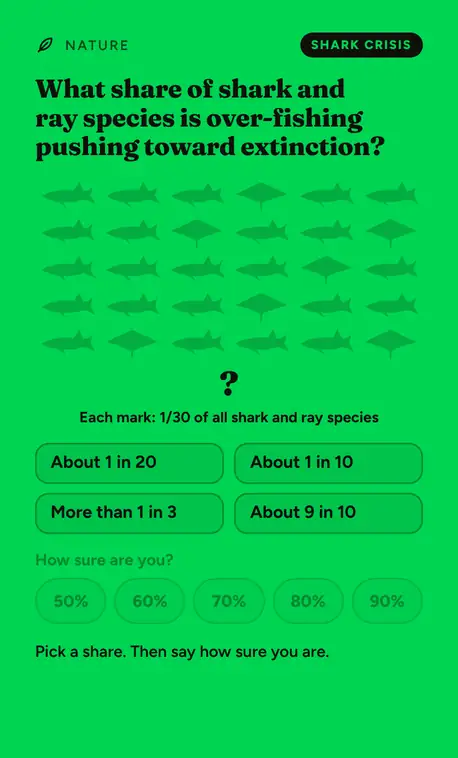 NATURE
SHARK CRISIS
What share of shark and
ray species is over-fishing
pushing toward extinction?
?
Each mark: 1/30 of all shark and ray species
About 1 in 20
About 1 in 10
More than 1 in 3
About 9 in 10
How sure are you?
50%
60%
70%
80%
90%
Pick a share. Then say how sure you are.